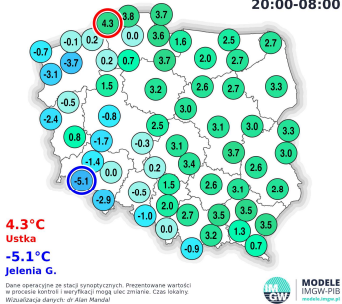 20:00-08:00
4.3 3.8 3.7
-0.1 0.2 0.0 3.6 1.6 2.5 2.7
-0.7 -3.7 0.2 0.7 3.7 2.0 2.7
-3.1 1.5 3.2 2.6 2.7 3.3
-0.5 3.0
-2.4 -0.8 2.5 3.1 3.0 3.3
0.8 -1.7 -0.3 3.1 3.7 3.0
-1.4 0.2 3.4 2.6
-5.1 0.0 1.5 2.6 3.1 2.8
-2.9 -0.5 2.0
-1.0 2.7 3.5 3.5
0.0 3.2 1.3 3.5
-0.9 0.7
4.3°C
Ustka
-5.1°C
Jelenia G.
Dane operacyjne ze stacji synoptycznych. Prezentowane wartości
w procesie kontroli i weryfikacji mogą ulec zmianie. Czas lokalny.
Wizualizacja danych: dr Alan Mandal
IM
GW
MODELE
IMGW-PIB
modele.imgw.pl